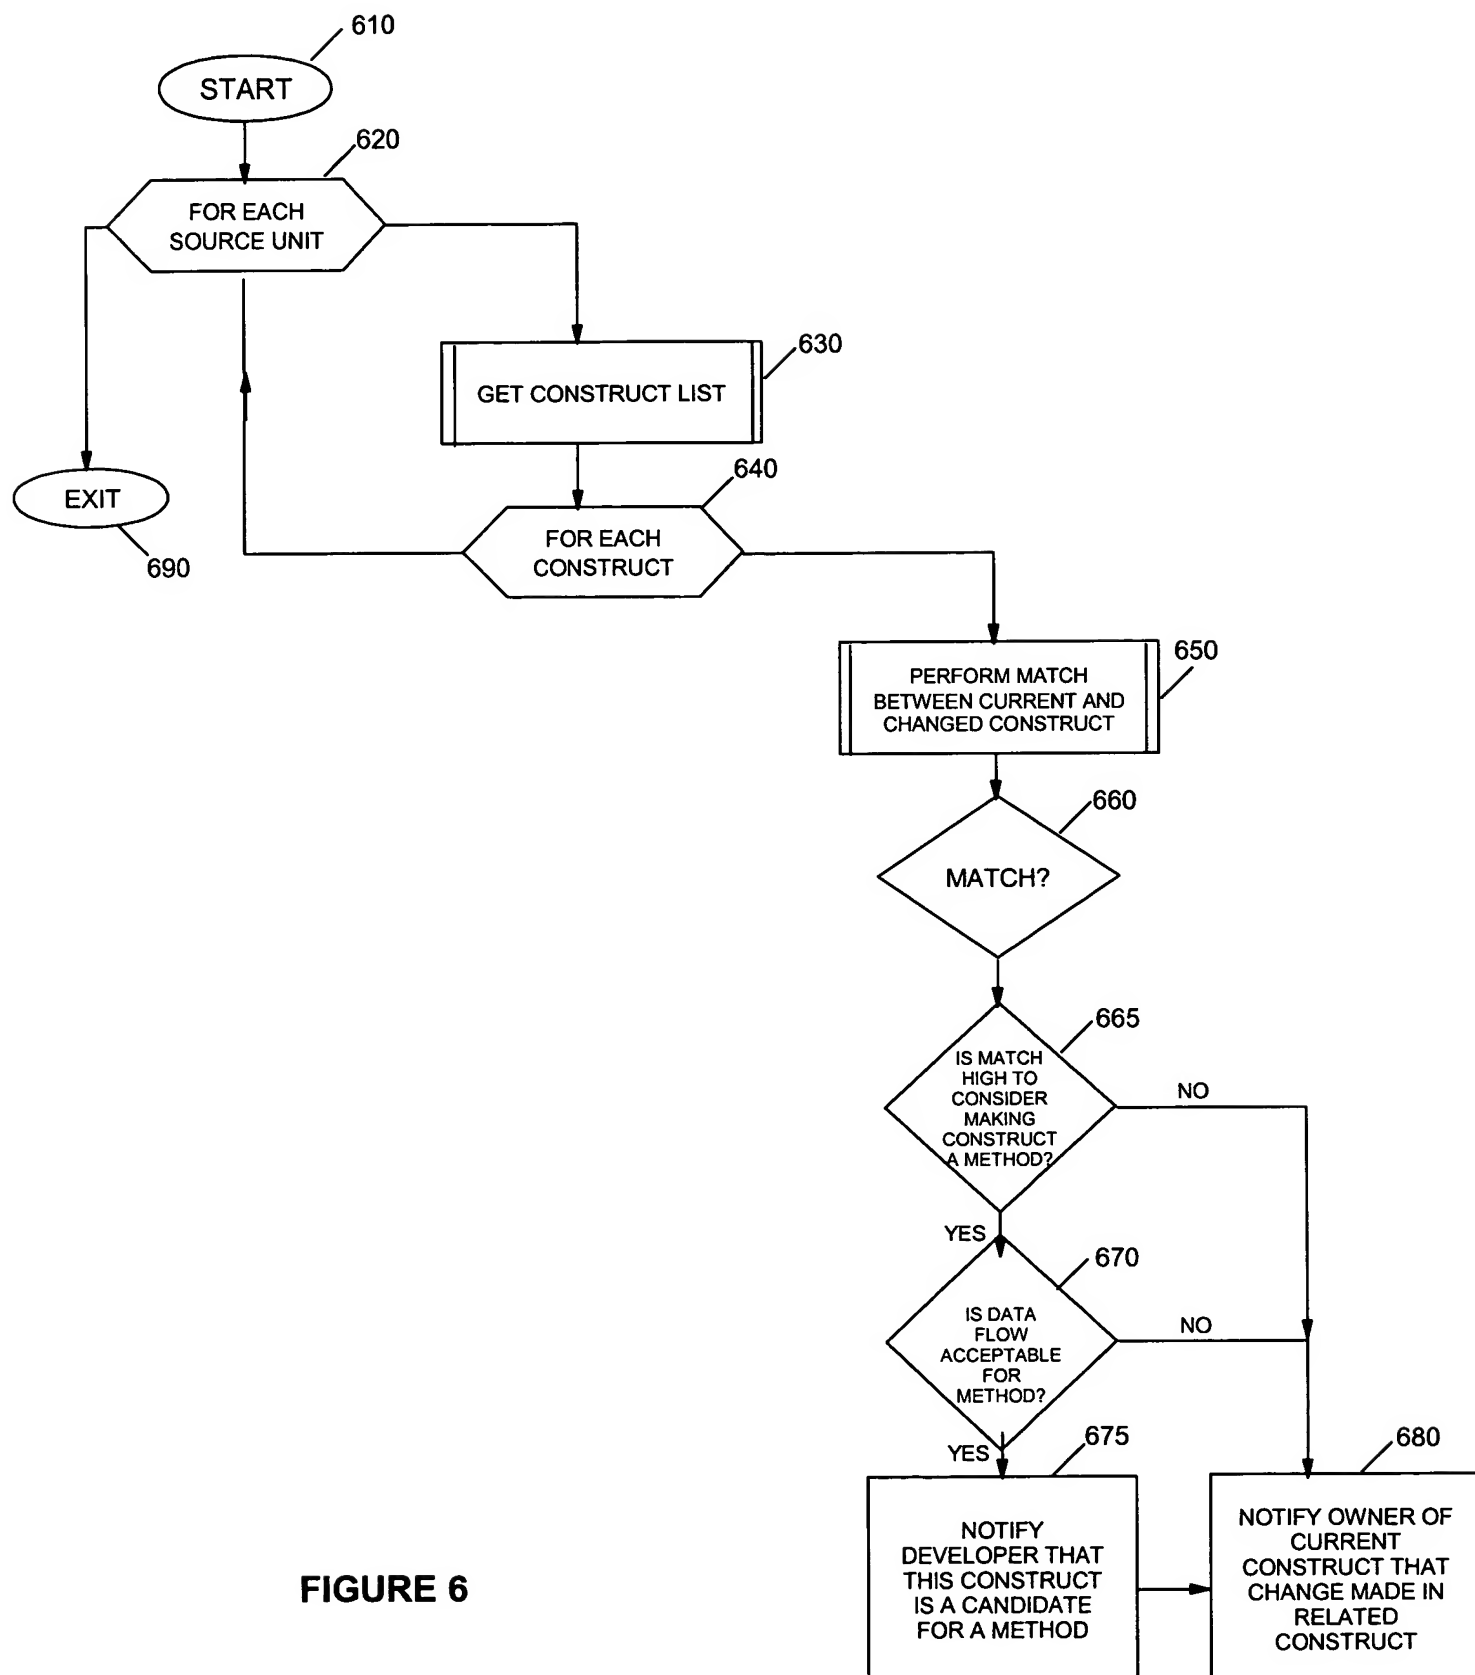 610
START
620
FOR EACH
SOURCE UNIT
630
GET CONSTRUCT LIST
640
FOR EACH
CONSTRUCT
EXIT
690
650
PERFORM MATCH
BETWEEN CURRENT AND
CHANGED CONSTRUCT
660
MATCH?
665
IS MATCH
HIGH TO
CONSIDER
MAKING
CONSTRUCT
A METHOD?
NO
YES
670
IS DATA
FLOW
ACCEPTABLE
FOR
METHOD?
NO
YES
675
NOTIFY
DEVELOPER THAT
THIS CONSTRUCT
IS A CANDIDATE
FOR A METHOD
680
NOTIFY OWNER OF
CURRENT
CONSTRUCT THAT
CHANGE MADE IN
RELATED
CONSTRUCT
FIGURE 6